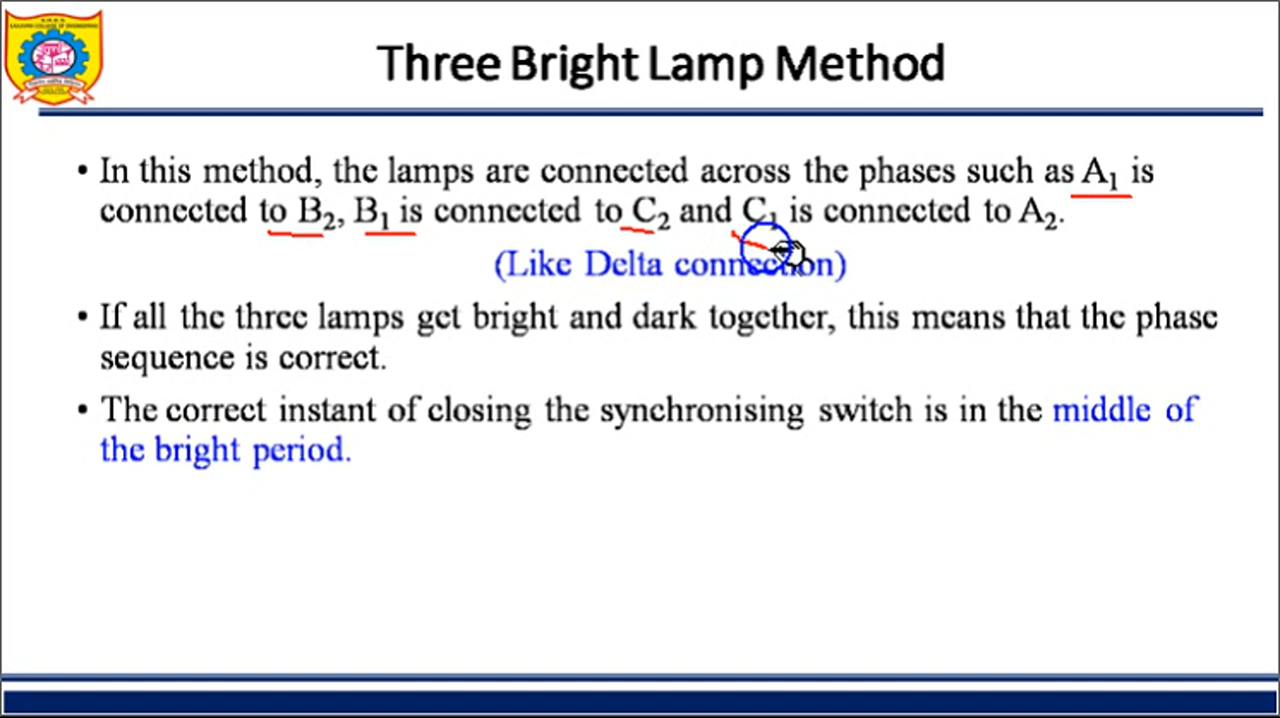 Three Bright Lamp Method
• In this method, the lamps are connected across the phases such as A₁ is
connected to B₂, B₁ is connected to C₂ and C₁ is connected to A₂.
(Like Delta connection)
• If all the three lamps get bright and dark together, this means that the phase
sequence is correct.
• The correct instant of closing the synchronising switch is in the middle of
the bright period.